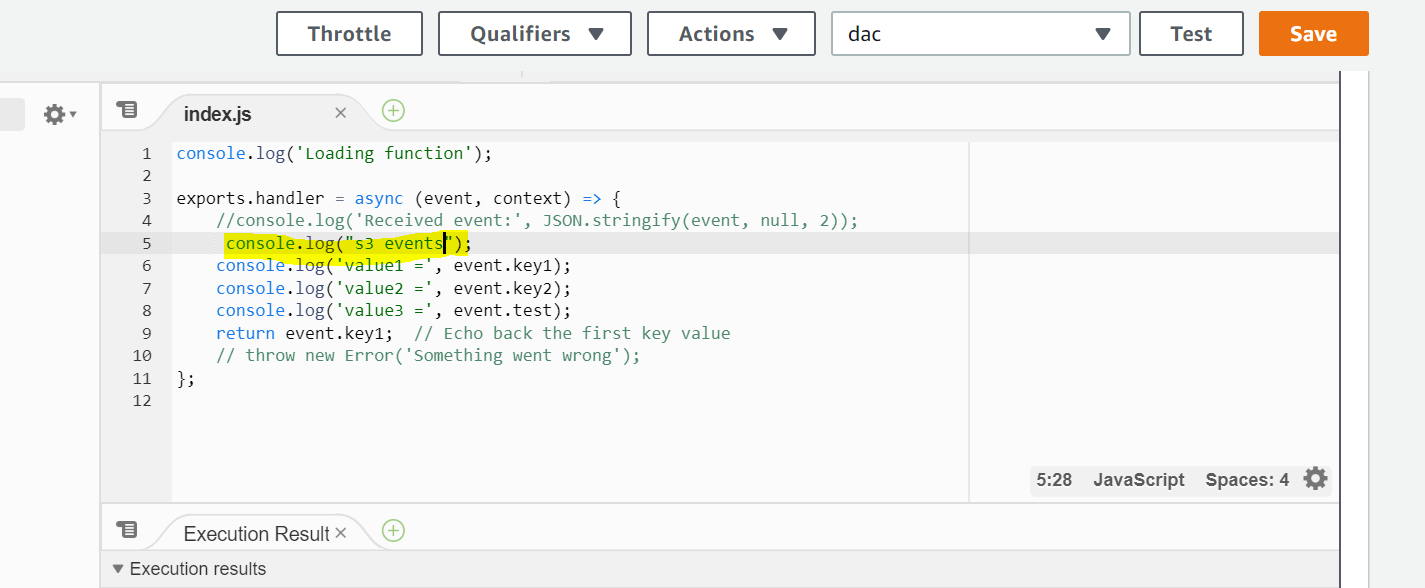 Throttle Qualifiers Actions dac Test Save
index.js
1 console.log('Loading function');
2
3 exports.handler = async (event, context) => {
4     //console.log('Received event:', JSON.stringify(event, null, 2));
5      console.log("s3 events");
6     console.log('value1 =', event.key1);
7     console.log('value2 =', event.key2);
8     console.log('value3 =', event.test);
9     return event.key1;  // Echo back the first key value
10     // throw new Error('Something went wrong');
11 };
12
5:28 JavaScript Spaces: 4
Execution Result
Execution results